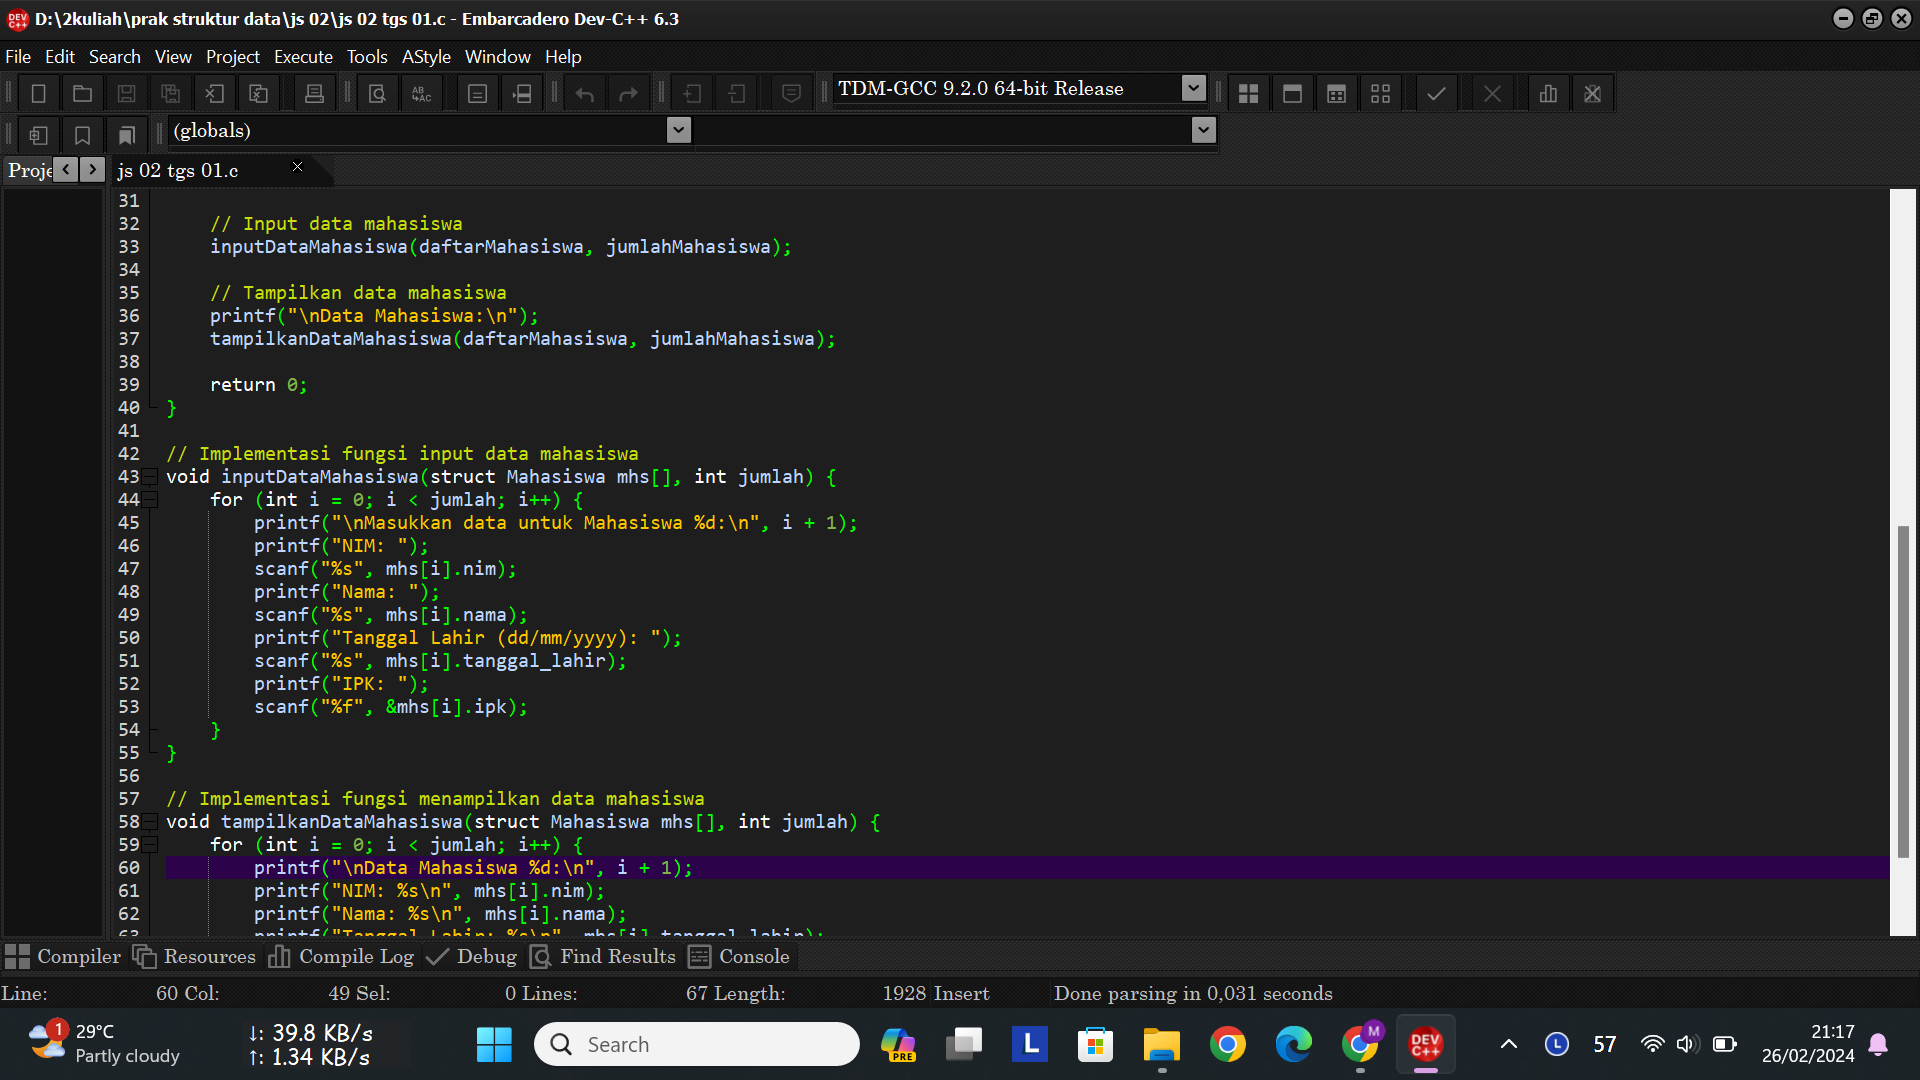 D:\2kuliah\prak struktur data\js 02\js 02 tgs 01.c - Embarcadero Dev-C++ 6.3
File Edit Search View Project Execute Tools AStyle Window Help
TDM-GCC 9.2.0 64-bit Release
(globals)
Proje
js 02 tgs 01.c
31
32     // Input data mahasiswa
33     inputDataMahasiswa(daftarMahasiswa, jumlahMahasiswa);
34
35     // Tampilkan data mahasiswa
36     printf("\nData Mahasiswa:\n");
37     tampilkanDataMahasiswa(daftarMahasiswa, jumlahMahasiswa);
38
39     return 0;
40 }
41
42 // Implementasi fungsi input data mahasiswa
43 void inputDataMahasiswa(struct Mahasiswa mhs[], int jumlah) {
44     for (int i = 0; i < jumlah; i++) {
45         printf("\nMasukkan data untuk Mahasiswa %d:\n", i + 1);
46         printf("NIM: ");
47         scanf("%s", mhs[i].nim);
48         printf("Nama: ");
49         scanf("%s", mhs[i].nama);
50         printf("Tanggal Lahir (dd/mm/yyyy): ");
51         scanf("%s", mhs[i].tanggal_lahir);
52         printf("IPK: ");
53         scanf("%f", &mhs[i].ipk);
54     }
55 }
56
57 // Implementasi fungsi menampilkan data mahasiswa
58 void tampilkanDataMahasiswa(struct Mahasiswa mhs[], int jumlah) {
59     for (int i = 0; i < jumlah; i++) {
60         printf("\nData Mahasiswa %d:\n", i + 1);
61         printf("NIM: %s\n", mhs[i].nim);
62         printf("Nama: %s\n", mhs[i].nama);
63         printf("Tanggal Lahir: %s\n", mhs[i].tanggal_lahir);
Compiler Resources Compile Log Debug Find Results Console
Line: 60 Col: 49 Sel: 0 Lines: 67 Length: 1928 Insert Done parsing in 0,031 seconds
1
29°C
Partly cloudy
↓: 39.8 KB/s
↑: 1.34 KB/s
Search
PRE
L
M
DEV C++
L
57
21:17
26/02/2024